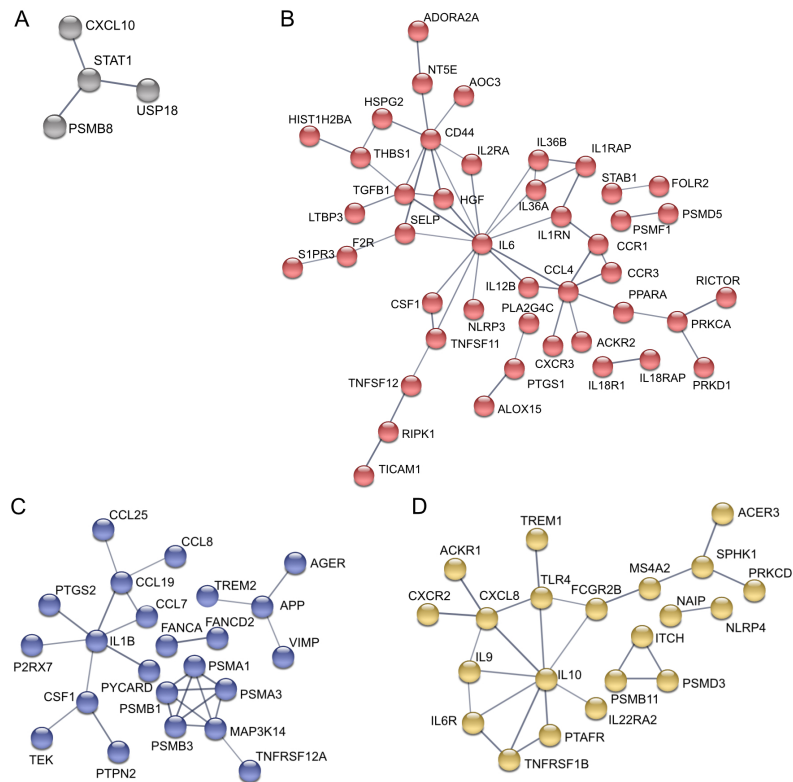 A
CXCL10
STAT1
USP18
PSMB8
B
ADORA2A
NT5E
AOC3
HSPG2
HIST1H2BA
CD44
THBS1
IL2RA
IL36B
IL1RAP
TGFB1
HGF
IL36A
STAB1
FOLR2
LTBP3
SELP
IL1RN
PSMF1
PSMD5
F2R
IL6
CCR1
S1PR3
CCL4
CCR3
IL12B
PPARA
RICTOR
CSF1
PLA2G4C
NLRP3
PRKCA
TNFSF11
ACKR2
CXCR3
TNFSF12
PTGS1
IL18R1
IL18RAP
PRKD1
ALOX15
RIPK1
TICAM1
C
CCL25
CCL8
CCL19
PTGS2
CCL7
IL1B
P2RX7
PYCARD
CSF1
TEK
PTPN2
AGER
TREM2
APP
FANCA
FANCD2
VIMP
PSMA1
PSMA3
PSMB1
MAP3K14
PSMB3
TNFRSF12A
D
TREM1
ACER3
ACKR1
TLR4
SPHK1
MS4A2
FCGR2B
CXCR2
CXCL8
PRKCD
NAIP
NLRP4
ITCH
IL9
IL10
PSMB11
PSMD3
IL6R
IL22RA2
PTAFR
TNFRSF1B